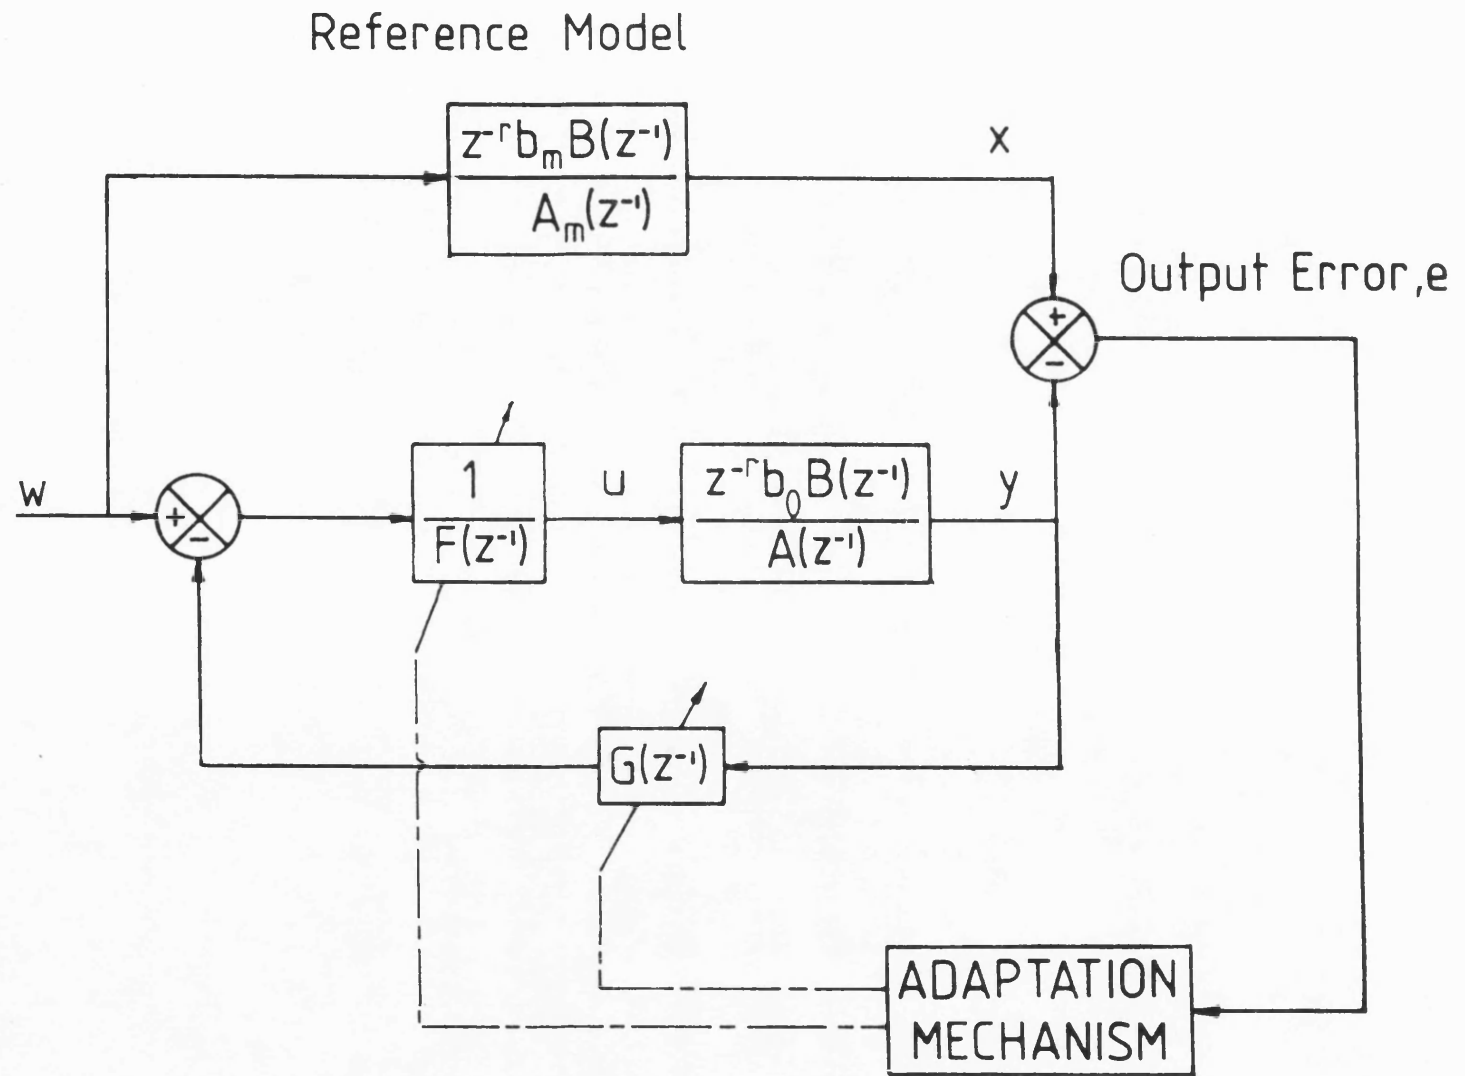 Reference Model
z⁻ʳbₘB(z⁻¹)
Aₘ(z⁻¹)
x
Output Error,e
+
−
w
+
−
1
F(z⁻¹)
u
z⁻ʳb₀B(z⁻¹)
A(z⁻¹)
y
G(z⁻¹)
ADAPTATION
MECHANISM